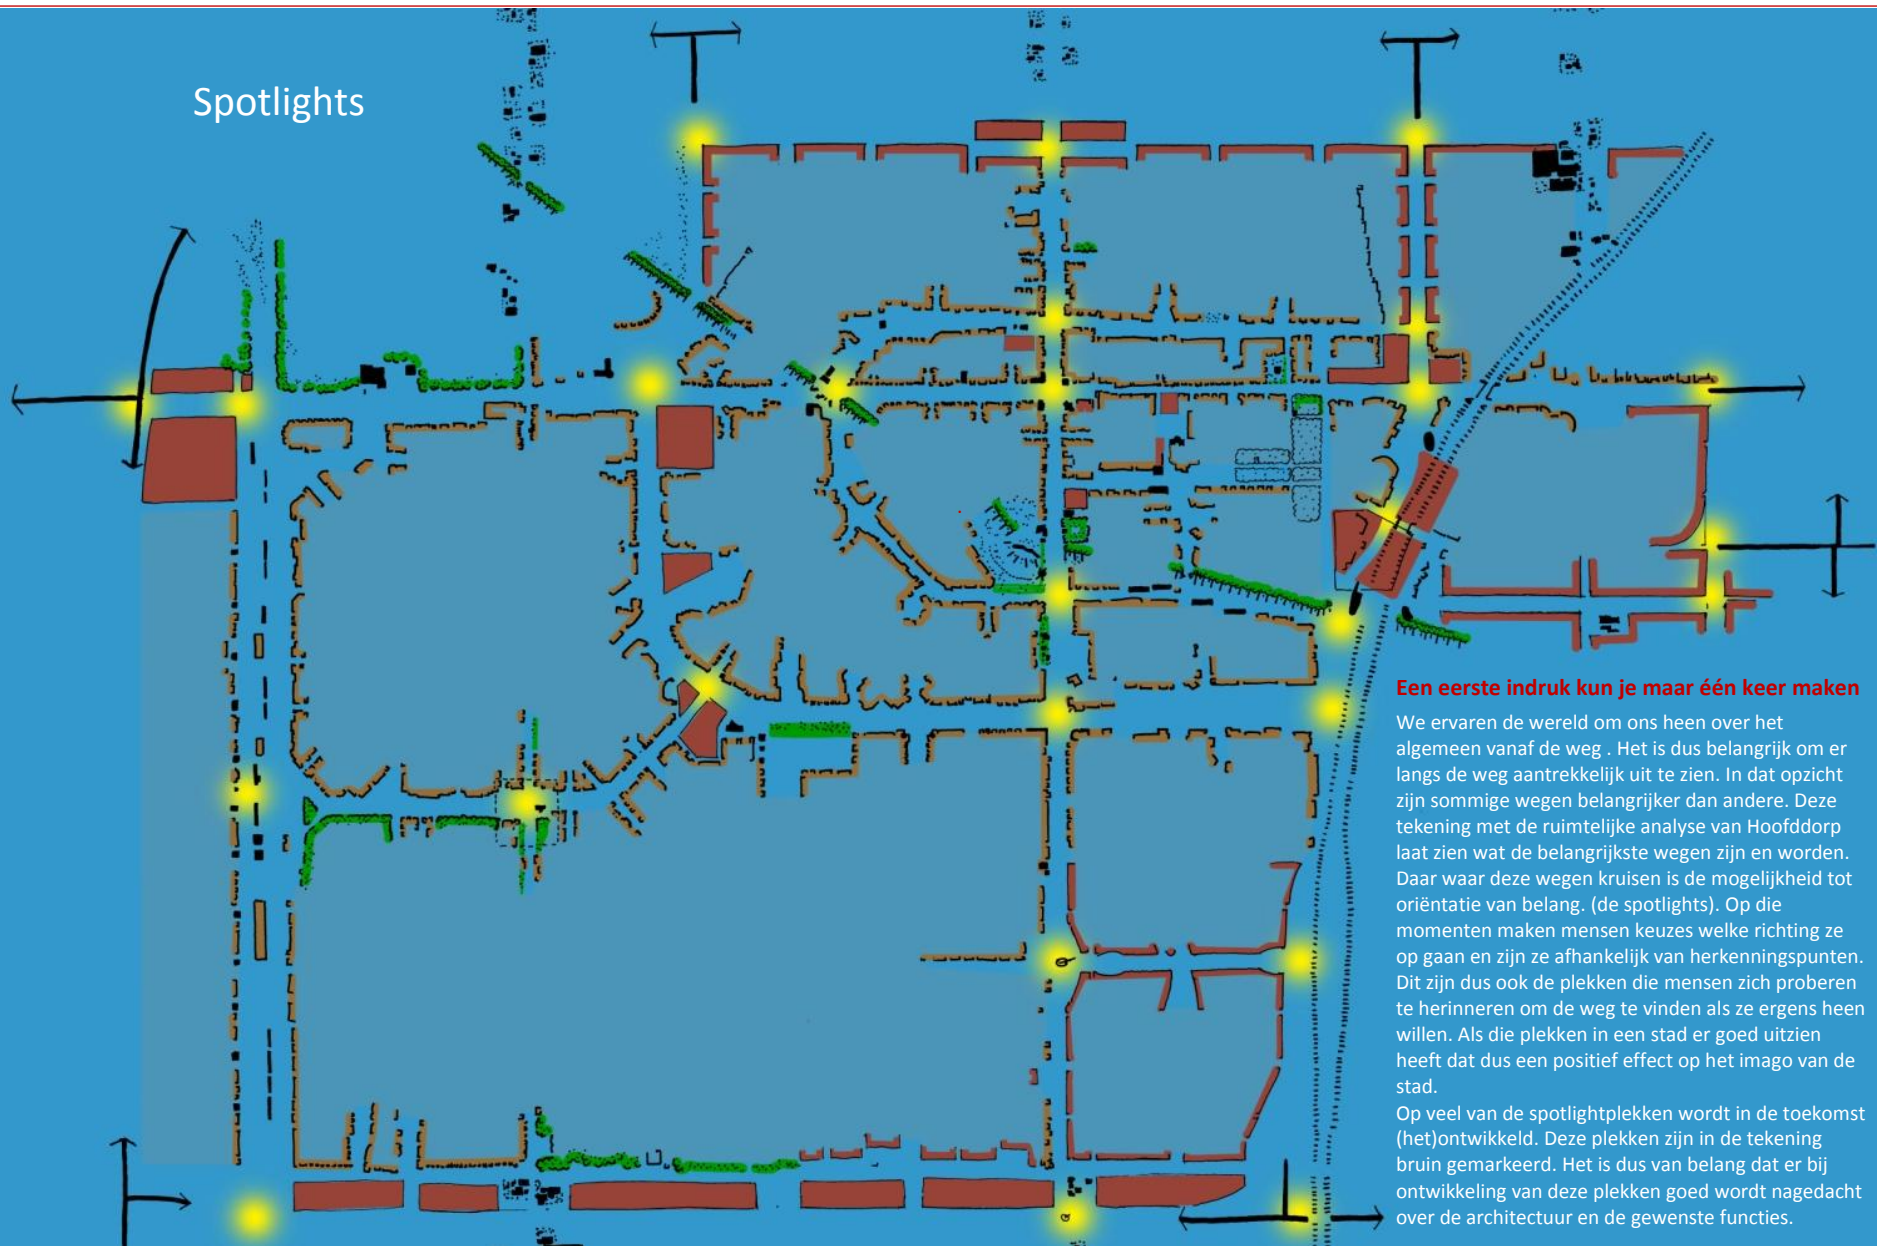 Spotlights
Een eerste indruk kun je maar één keer maken
We ervaren de wereld om ons heen over het
algemeen vanaf de weg . Het is dus belangrijk om er
langs de weg aantrekkelijk uit te zien. In dat opzicht
zijn sommige wegen belangrijker dan andere. Deze
tekening met de ruimtelijke analyse van Hoofddorp
laat zien wat de belangrijkste wegen zijn en worden.
Daar waar deze wegen kruisen is de mogelijkheid tot
oriëntatie van belang. (de spotlights). Op die
momenten maken mensen keuzes welke richting ze
op gaan en zijn ze afhankelijk van herkenningspunten.
Dit zijn dus ook de plekken die mensen zich proberen
te herinneren om de weg te vinden als ze ergens heen
willen. Als die plekken in een stad er goed uitzien
heeft dat dus een positief effect op het imago van de
stad.
Op veel van de spotlightplekken wordt in de toekomst
(het)ontwikkeld. Deze plekken zijn in de tekening
bruin gemarkeerd. Het is dus van belang dat er bij
ontwikkeling van deze plekken goed wordt nagedacht
over de architectuur en de gewenste functies.